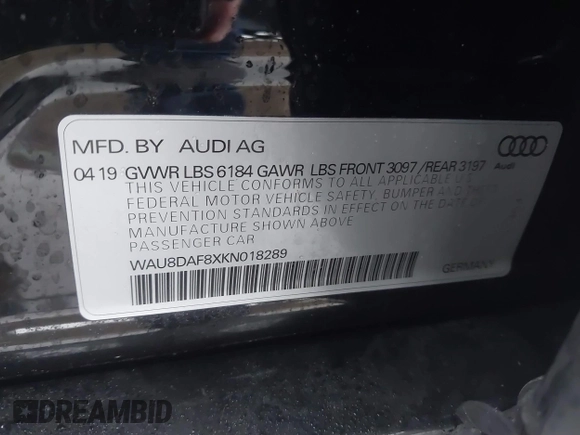 MFD. BY AUDI AG
04 19 GVWR LBS 6184 GAWR LBS FRONT 3097 /REAR 3197
THIS VEHICLE CONFORMS TO ALL APPLICABLE
FEDERAL MOTOR VEHICLE SAFETY, BUMPER AND
PREVENTION STANDARDS IN EFFECT ON THE DATE
MANUFACTURE SHOWN ABOVE
PASSENGER CAR
WAU8DAF8XKN018289
Audi
GERMANY
DREAMBID